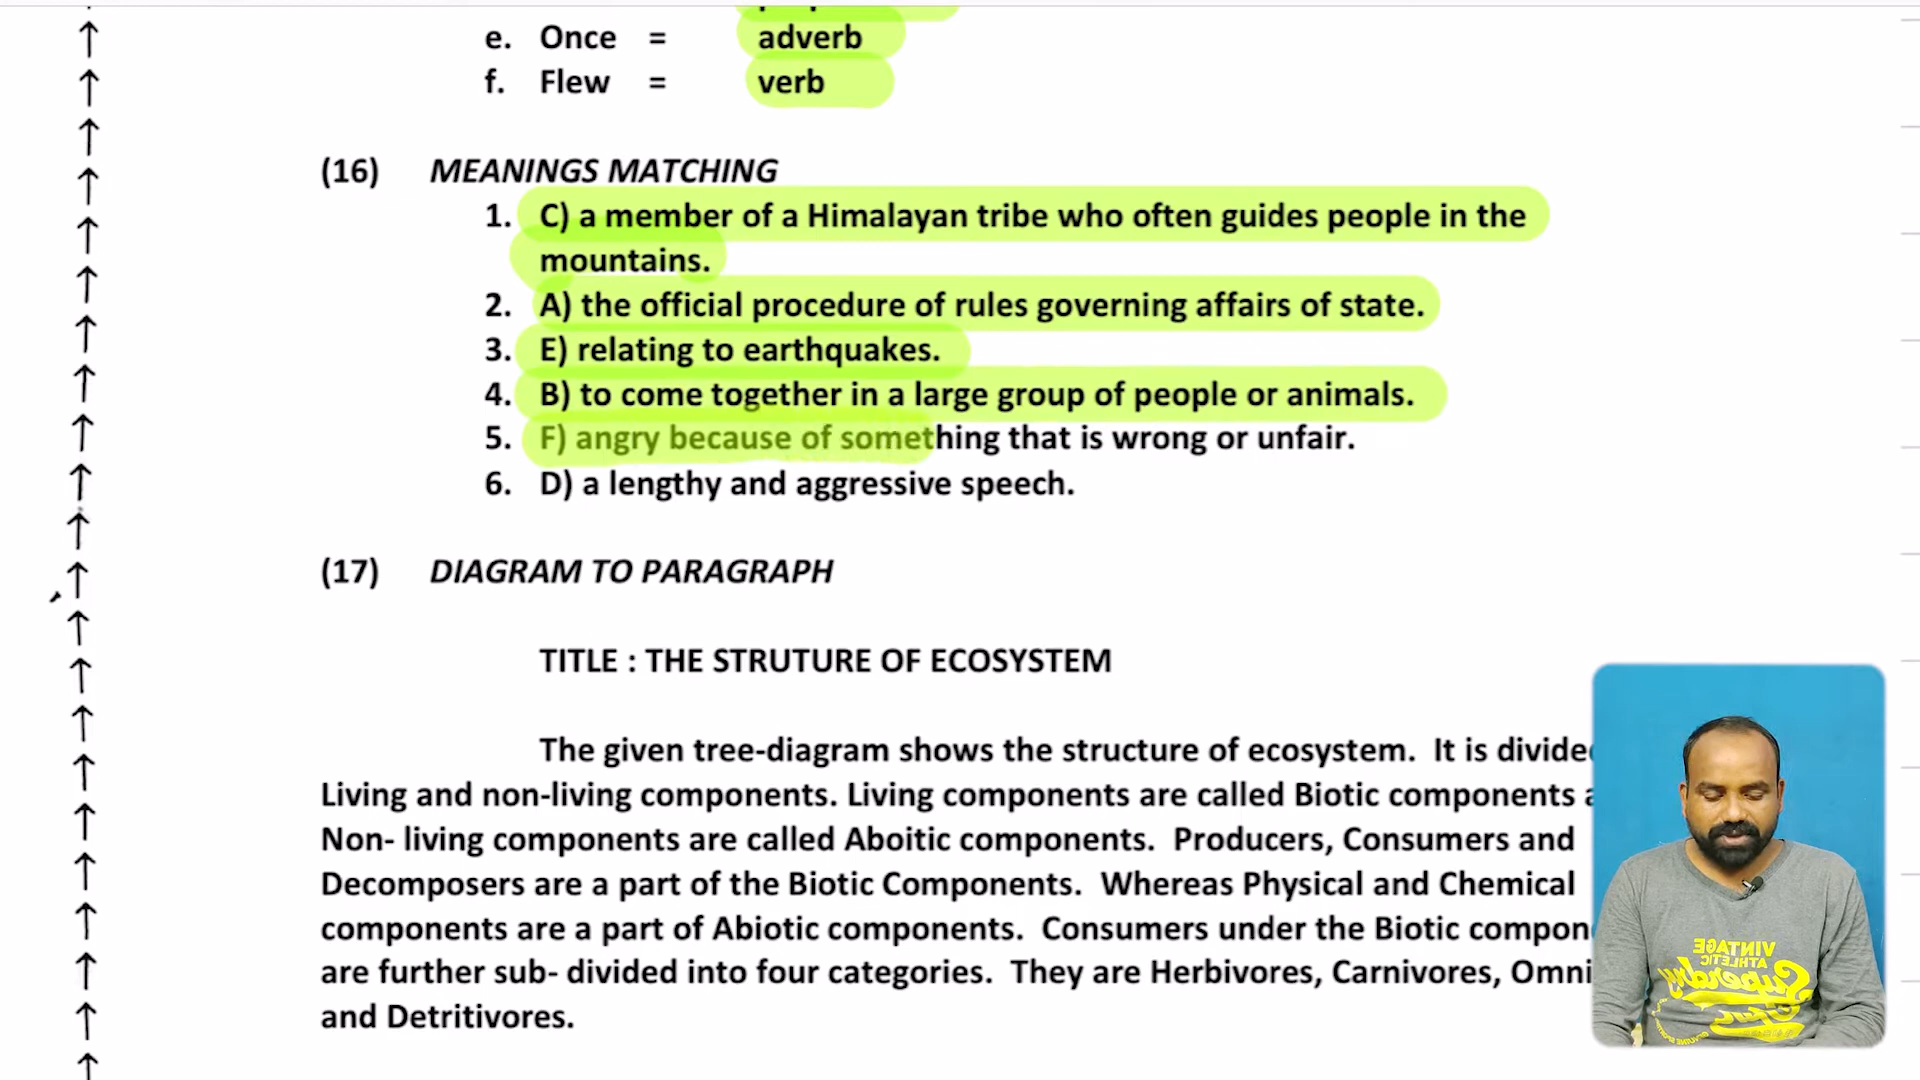 e. Once = adverb
f. Flew = verb
(16) MEANINGS MATCHING
1. C) a member of a Himalayan tribe who often guides people in the
mountains.
2. A) the official procedure of rules governing affairs of state.
3. E) relating to earthquakes.
4. B) to come together in a large group of people or animals.
5. F) angry because of something that is wrong or unfair.
6. D) a lengthy and aggressive speech.
(17) DIAGRAM TO PARAGRAPH
TITLE : THE STRUTURE OF ECOSYSTEM
The given tree-diagram shows the structure of ecosystem. It is divide
Living and non-living components. Living components are called Biotic components
Non- living components are called Aboitic components. Producers, Consumers and
Decomposers are a part of the Biotic Components. Whereas Physical and Chemical
components are a part of Abiotic components. Consumers under the Biotic compon
are further sub- divided into four categories. They are Herbivores, Carnivores, Omni
and Detritivores.
VINTAGE
ATHLETIC
Superdry